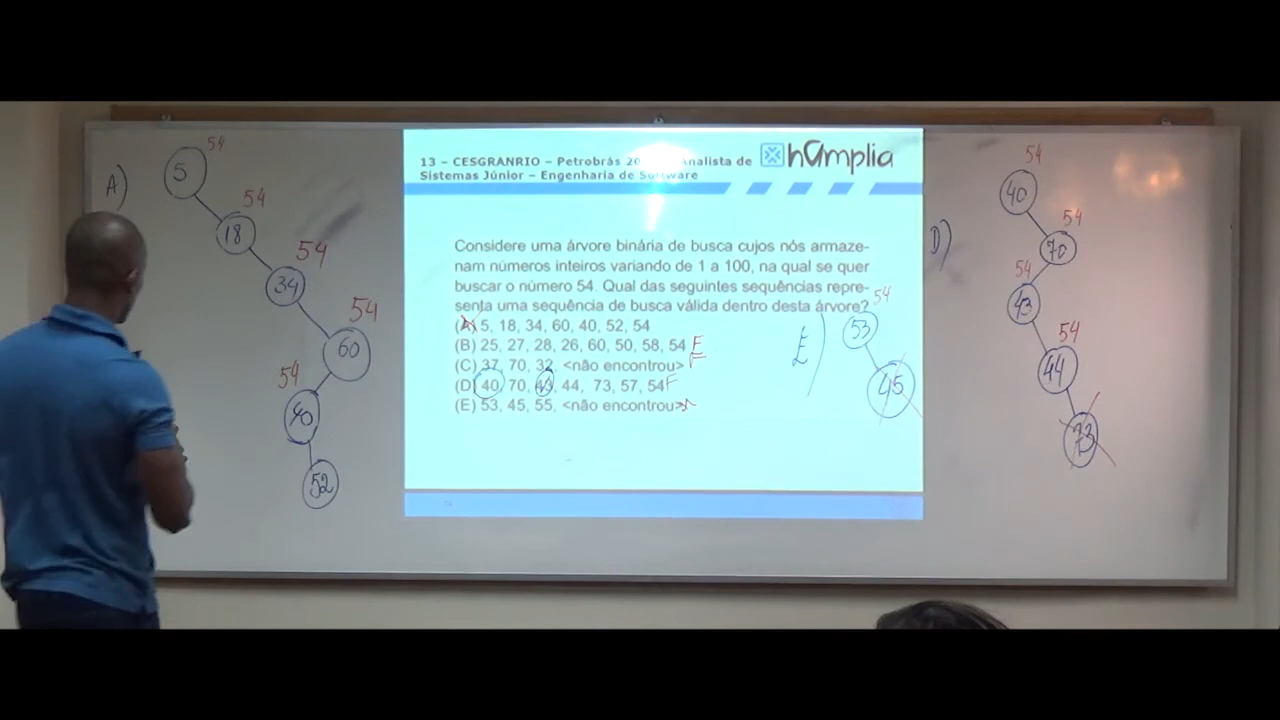 A)
54
5
54
18
54
34
54
60
54
40
52
13 – CESGRANRIO – Petrobrás Analista de
Sistemas Júnior – Engenharia de Software
hamplia
Considere uma árvore binária de busca cujos nós armaze-
nam números inteiros variando de 1 a 100, na qual se quer
buscar o número 54. Qual das seguintes sequências repre-
senta uma sequência de busca válida dentro desta árvore?
(A) 5, 18, 34, 60, 40, 52, 54
(B) 25, 27, 28, 26, 60, 50, 58, 54 F
(C) 37, 70, 32, <não encontrou> F
(D) 40, 70, 43, 44, 73, 57, 54 F
(E) 53, 45, 55, <não encontrou>
E)
54
53
45
D)
54
40
54
70
54
43
54
44
73